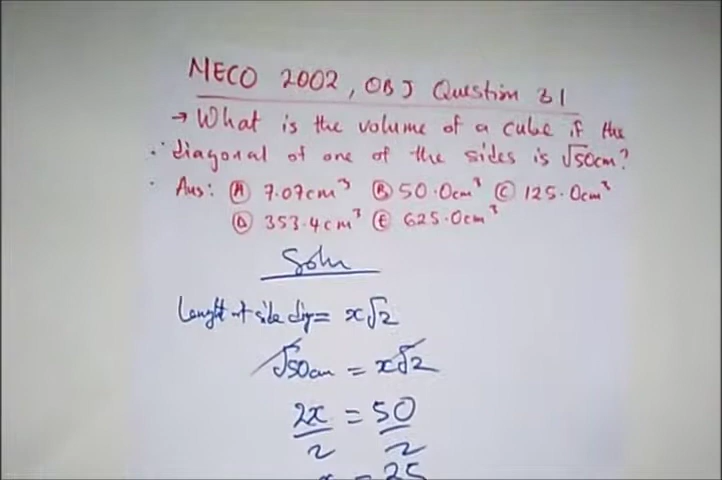 MECO 2002, OBJ Question 31
→ What is the volume of a cube if the
diagonal of one of the sides is √50cm?
Ans: (A) 7.07cm³ (B) 50.0cm³ (C) 125.0cm³
(D) 353.4cm³ (E) 625.0cm³
Soln
Lenght of side dig= x√2
√50cm = x√2
2x = 50
2 2
= 25